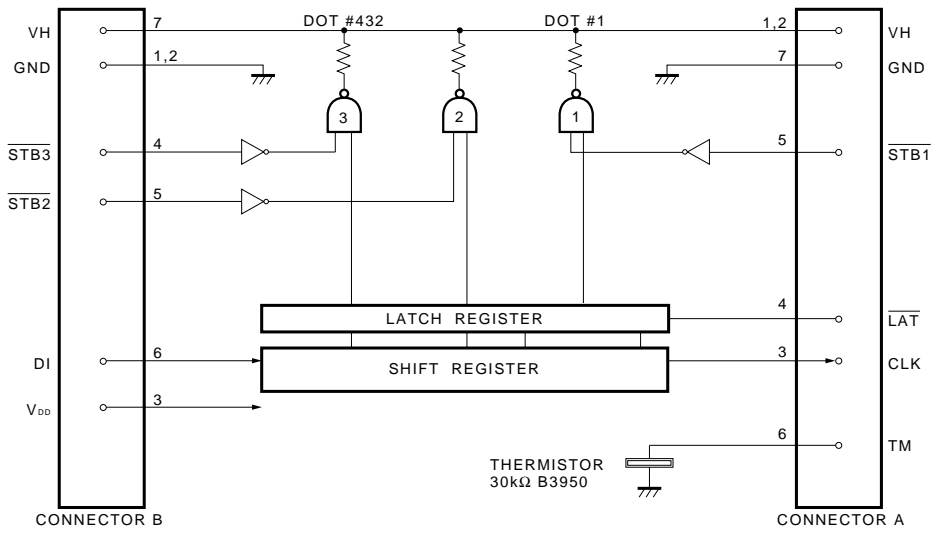 DOT #432 DOT #1
VH 7 1,2 VH
GND 1,2 7 GND
3 2 1
STB3 4 5 STB1
STB2 5
LATCH REGISTER 4 LAT
DI 6 SHIFT REGISTER 3 CLK
VDD 3
6 TM
THERMISTOR
30kΩ B3950
CONNECTOR B CONNECTOR A